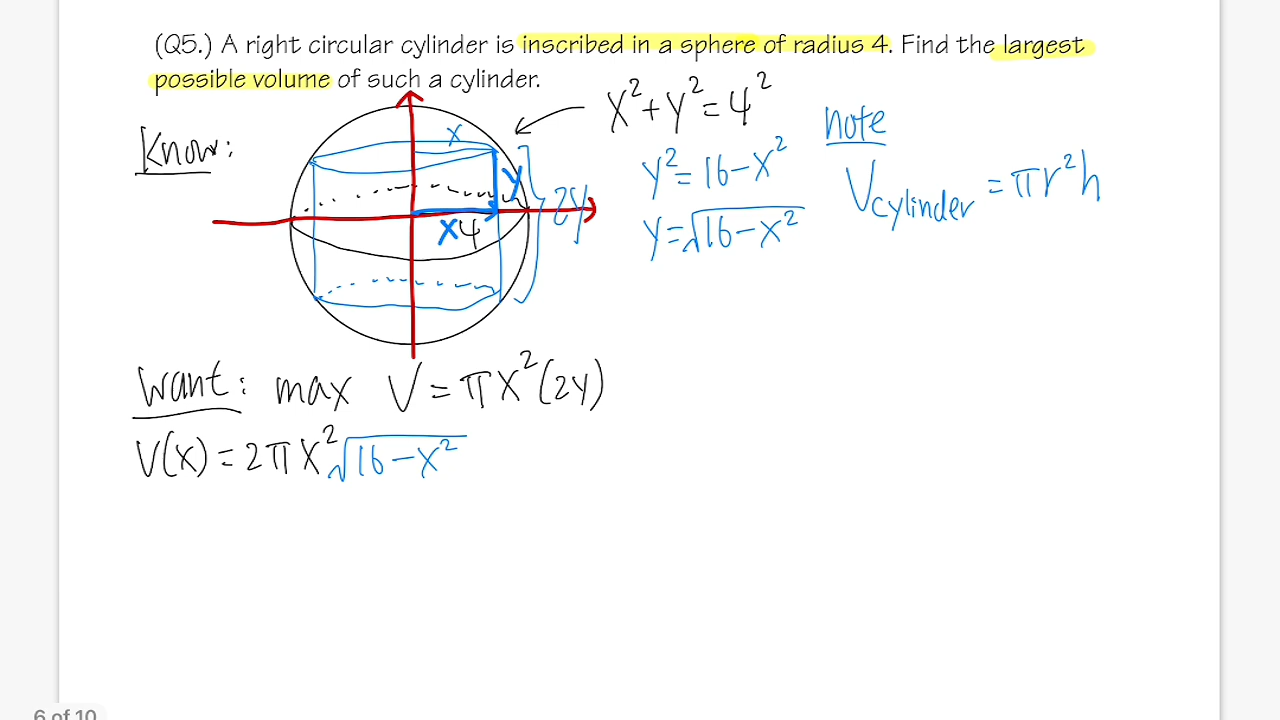 (Q5.) A right circular cylinder is inscribed in a sphere of radius 4. Find the largest
possible volume of such a cylinder.
Know:
x
y
2y
x
4
x²+y²=4²
y²=16-x²
y=√(16-x²)
note
Vcylinder=πr²h
Want: max V=πx²(2y)
V(x)=2πx²√(16-x²)
6 of 10